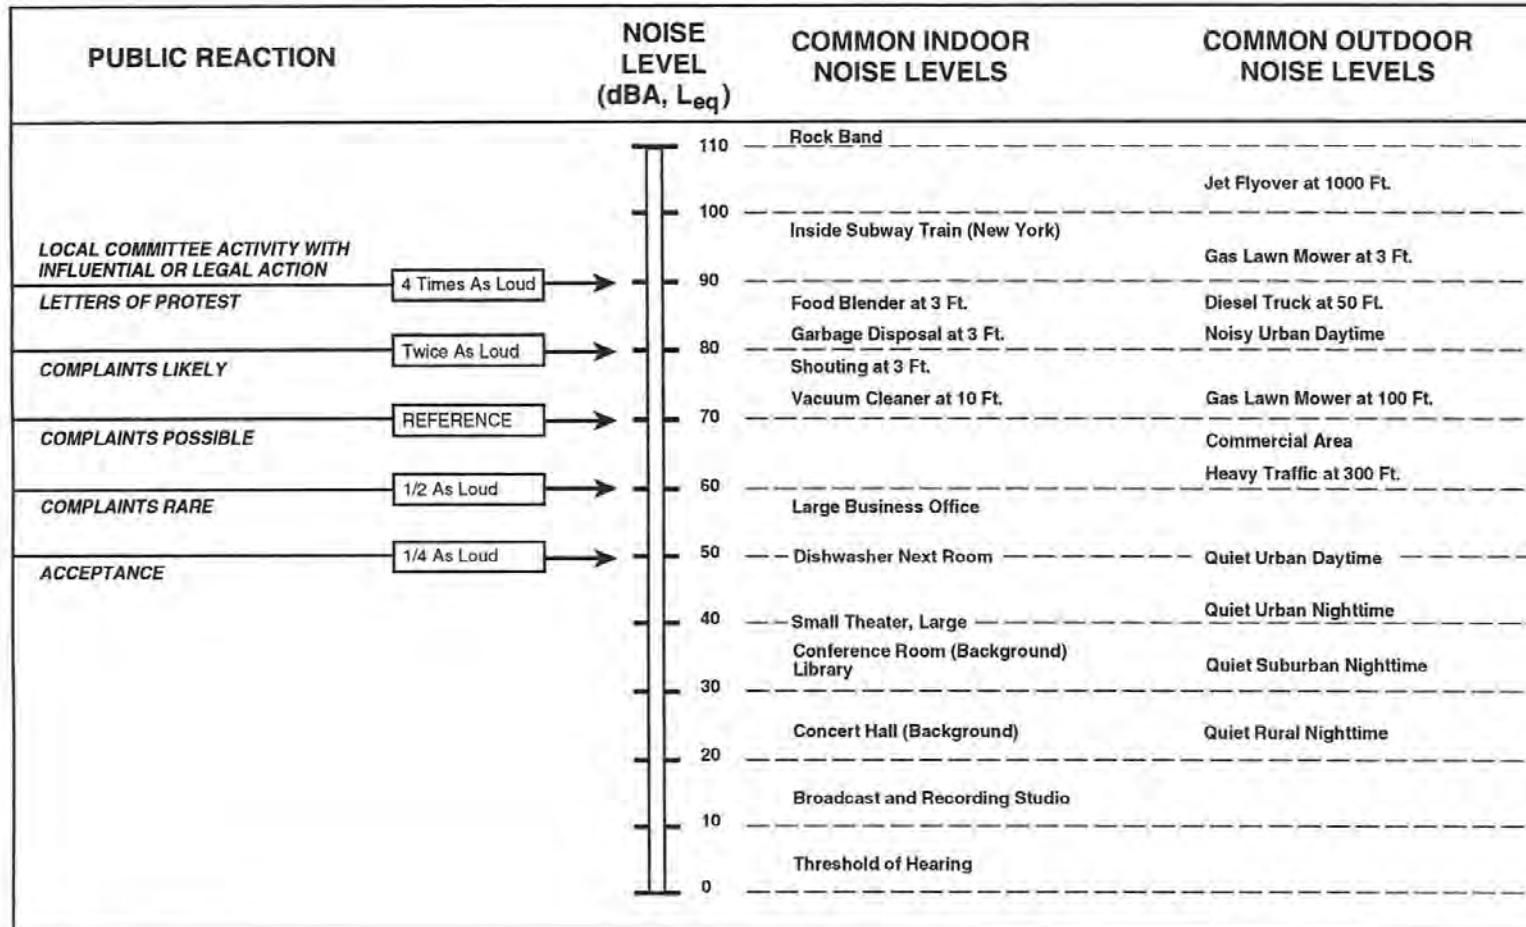 PUBLIC REACTION
NOISE
LEVEL
(dBA, Leq)
COMMON INDOOR
NOISE LEVELS
COMMON OUTDOOR
NOISE LEVELS
110
Rock Band
Jet Flyover at 1000 Ft.
100
Inside Subway Train (New York)
LOCAL COMMITTEE ACTIVITY WITH
INFLUENTIAL OR LEGAL ACTION
Gas Lawn Mower at 3 Ft.
4 Times As Loud
90
LETTERS OF PROTEST
Food Blender at 3 Ft.
Diesel Truck at 50 Ft.
Garbage Disposal at 3 Ft.
Noisy Urban Daytime
Twice As Loud
80
COMPLAINTS LIKELY
Shouting at 3 Ft.
Vacuum Cleaner at 10 Ft.
Gas Lawn Mower at 100 Ft.
REFERENCE
70
COMPLAINTS POSSIBLE
Commercial Area
Heavy Traffic at 300 Ft.
1/2 As Loud
60
COMPLAINTS RARE
Large Business Office
1/4 As Loud
50
Dishwasher Next Room
Quiet Urban Daytime
ACCEPTANCE
Quiet Urban Nighttime
40
Small Theater, Large
Conference Room (Background)
Library
Quiet Suburban Nighttime
30
Concert Hall (Background)
Quiet Rural Nighttime
20
Broadcast and Recording Studio
10
Threshold of Hearing
0